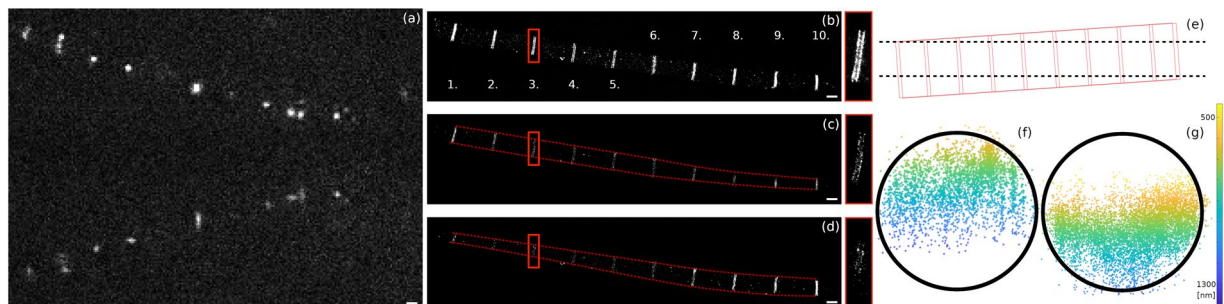 (a)
(b)
6.
7.
8.
9.
10.
1.
2.
3.
4.
5.
(c)
(d)
(e)
(f)
(g)
500
1300
[nm]